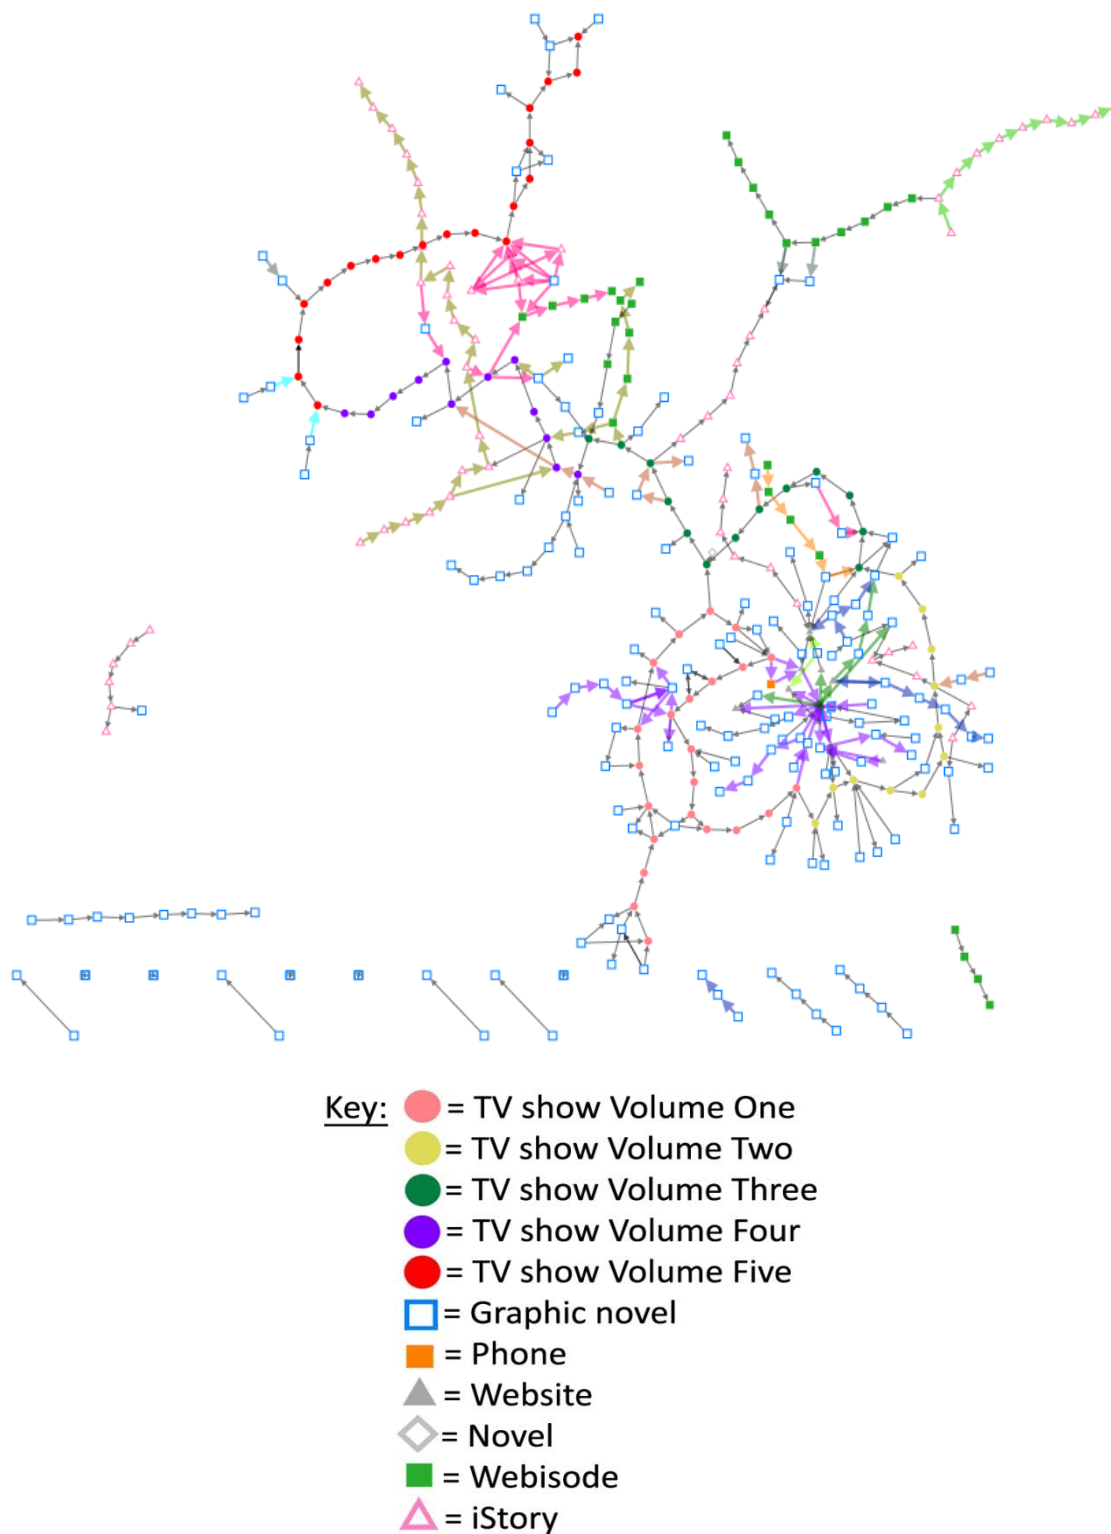 Key: = TV show Volume One
= TV show Volume Two
= TV show Volume Three
= TV show Volume Four
= TV show Volume Five
= Graphic novel
= Phone
= Website
= Novel
= Webisode
= iStory